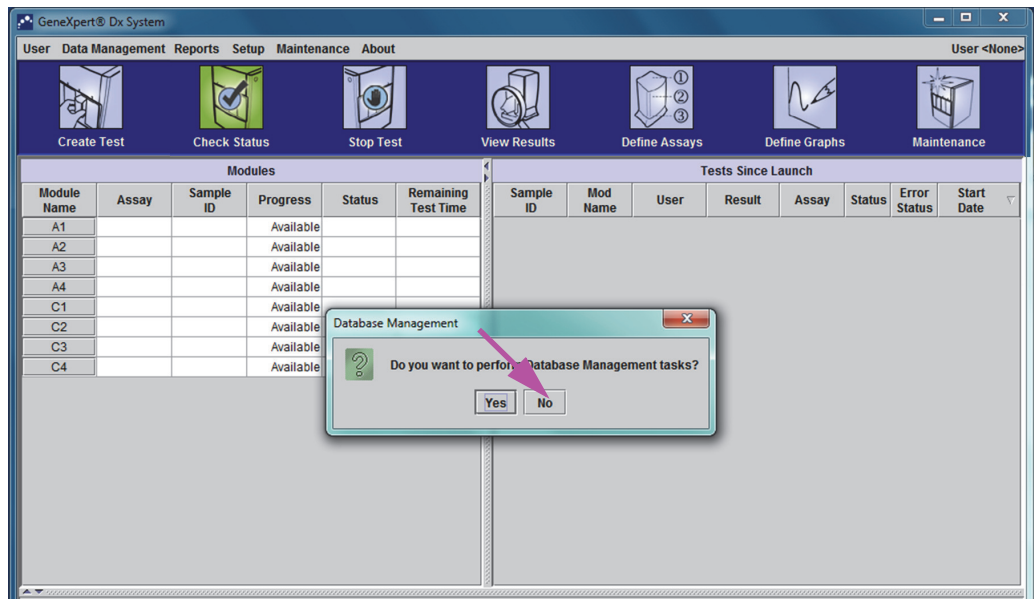 GeneXpert® Dx System
User Data Management Reports Setup Maintenance About User <None>
Create Test Check Status Stop Test View Results Define Assays Define Graphs Maintenance
① ② ③
Modules
Tests Since Launch
Module Name Assay Sample ID Progress Status Remaining Test Time
Sample ID Mod Name User Result Assay Status Error Status Start Date
A1 Available
A2 Available
A3 Available
A4 Available
C1 Available
C2 Available
C3 Available
C4 Available
Database Management
Do you want to perform Database Management tasks?
Yes No